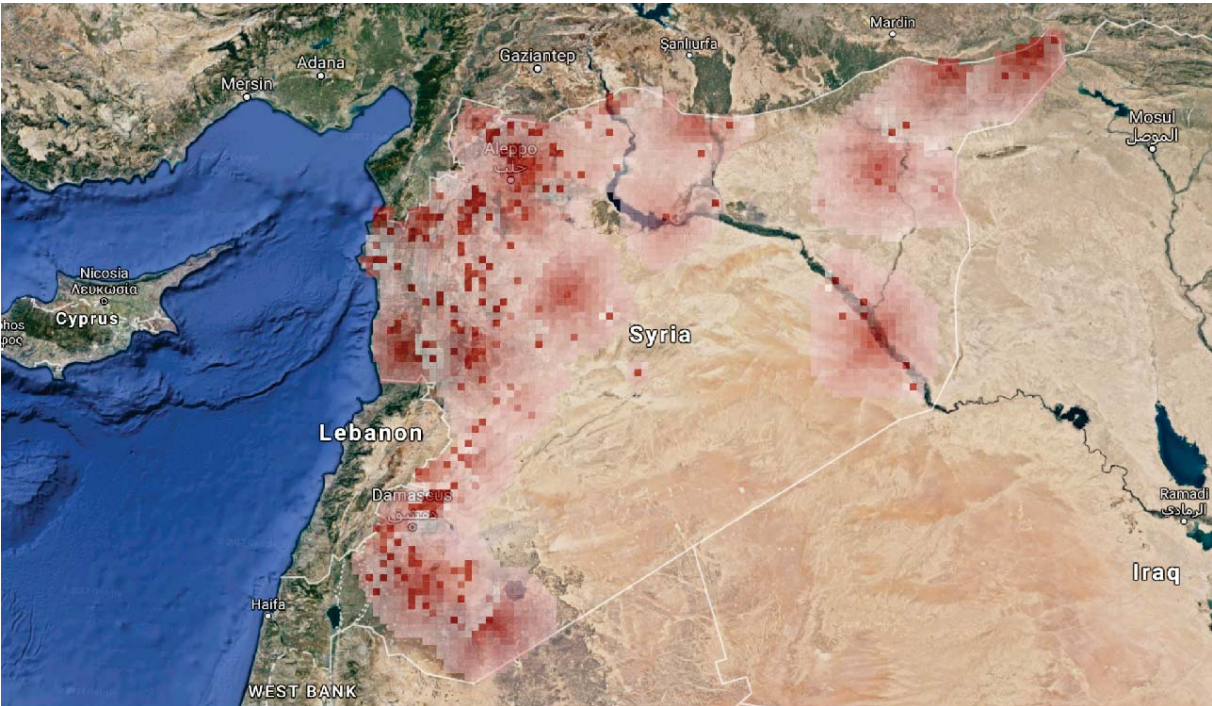 Mardin
Gaziantep
Şanlıurfa
Adana
Mersin
Mosul
الموصل
Aleppo
حلب
Nicosia
Λευκωσία
Cyprus
Syria
Lebanon
Damascus
دمشق
Ramadi
الرمادي
Iraq
Haifa
WEST BANK